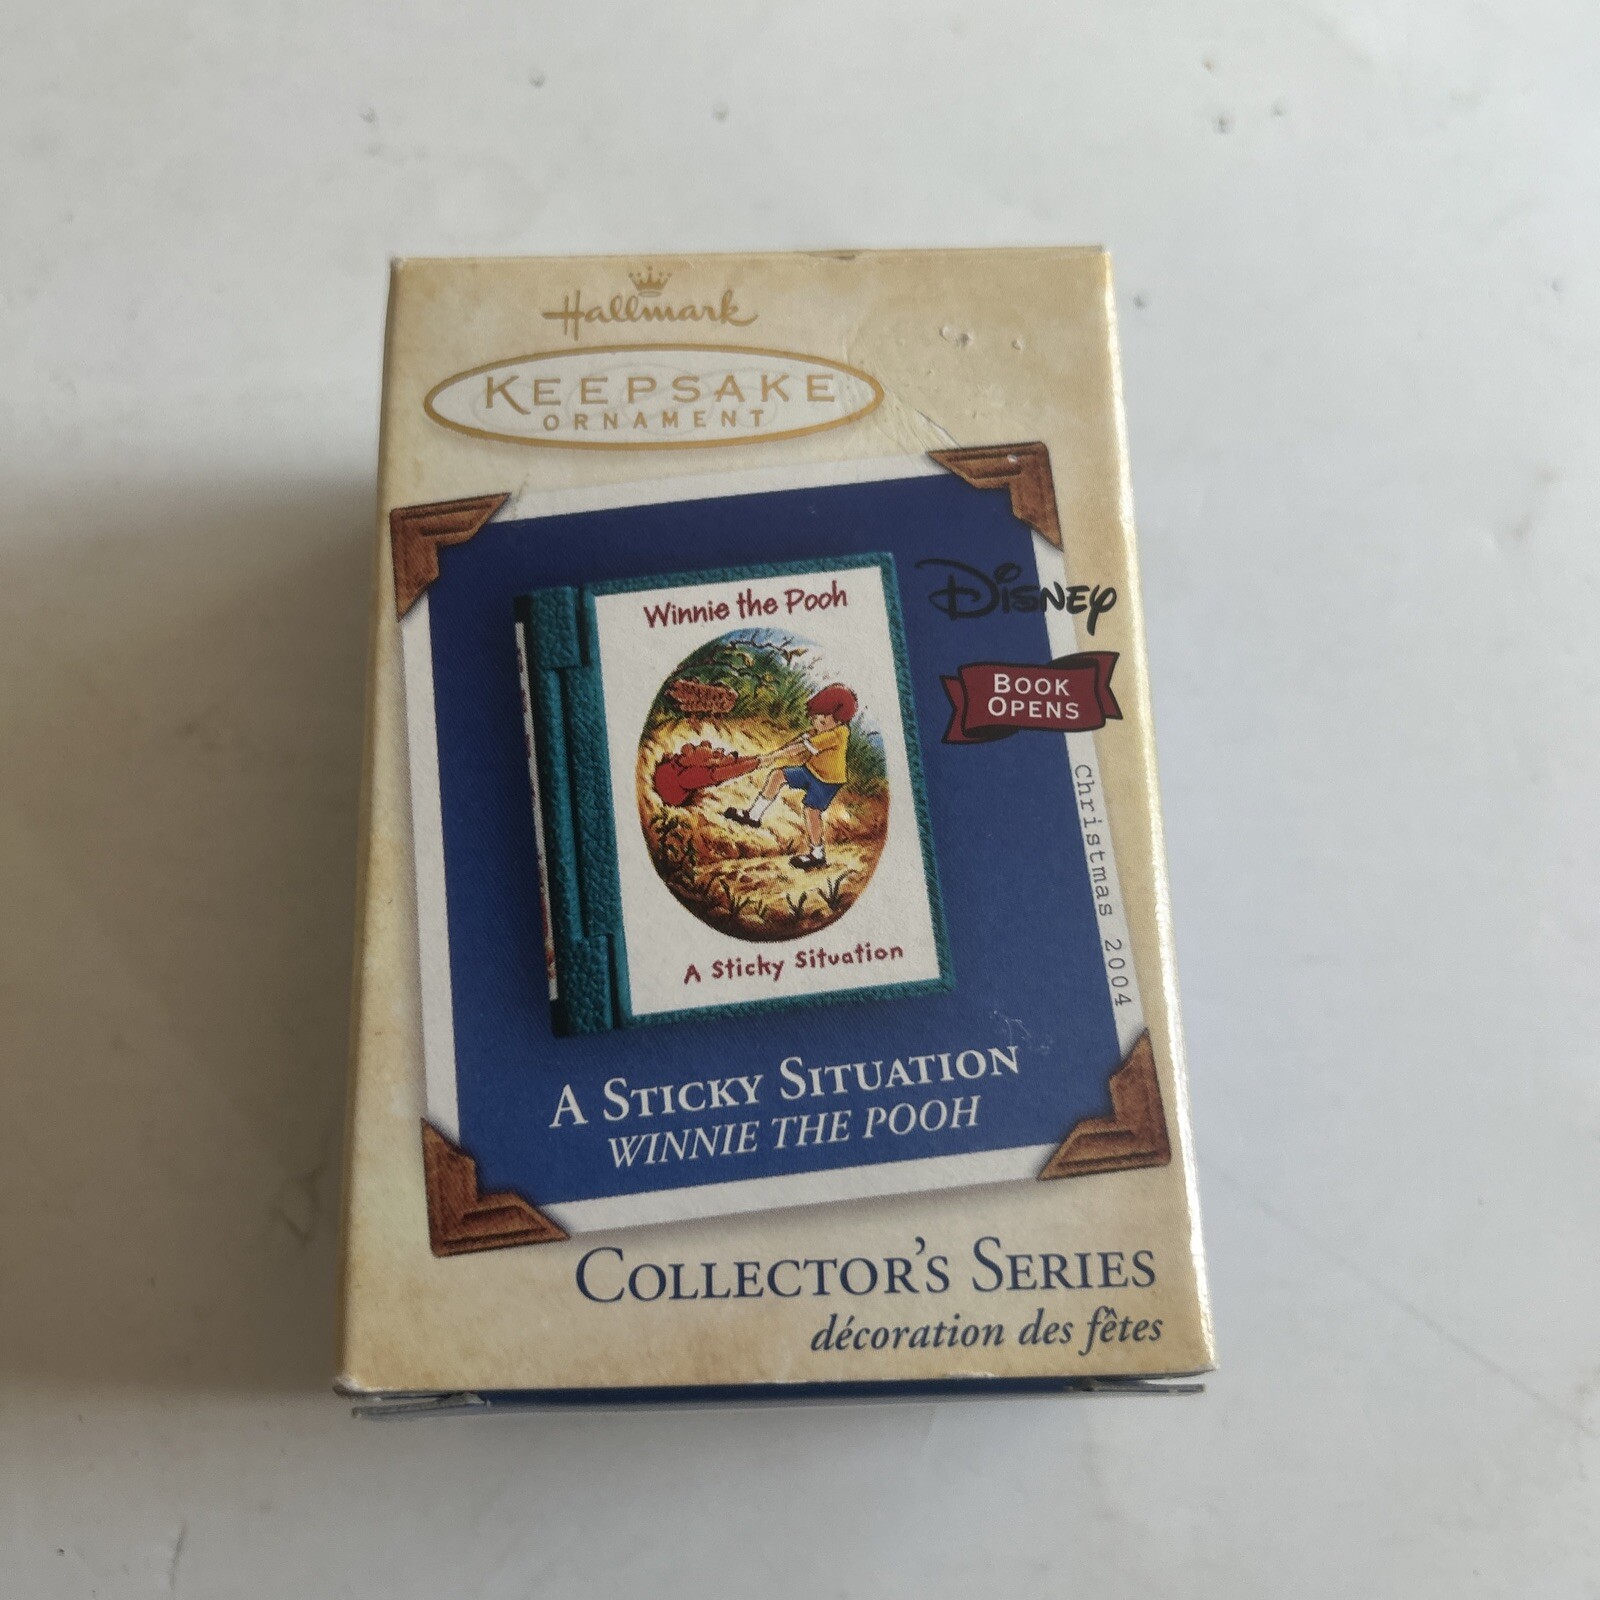 Hallmark
KEEPSAKE
ORNAMENT
Winnie the Pooh
A Sticky Situation
DISNEY
BOOK
OPENS
Christmas 2004
A STICKY SITUATION
WINNIE THE POOH
COLLECTOR'S SERIES
décoration des fêtes